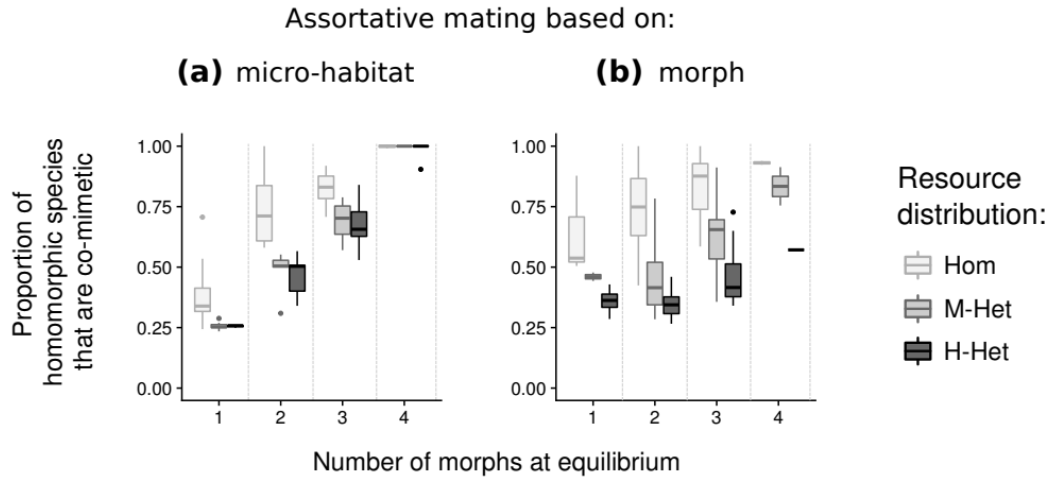 Assortative mating based on:
(a) micro-habitat
(b) morph
Proportion of
homomorphic species
that are co-mimetic
1.00
0.75
0.50
0.25
0.00
1 2 3 4
1.00
0.75
0.50
0.25
0.00
1 2 3 4
Number of morphs at equilibrium
Resource
distribution:
Hom
M-Het
H-Het